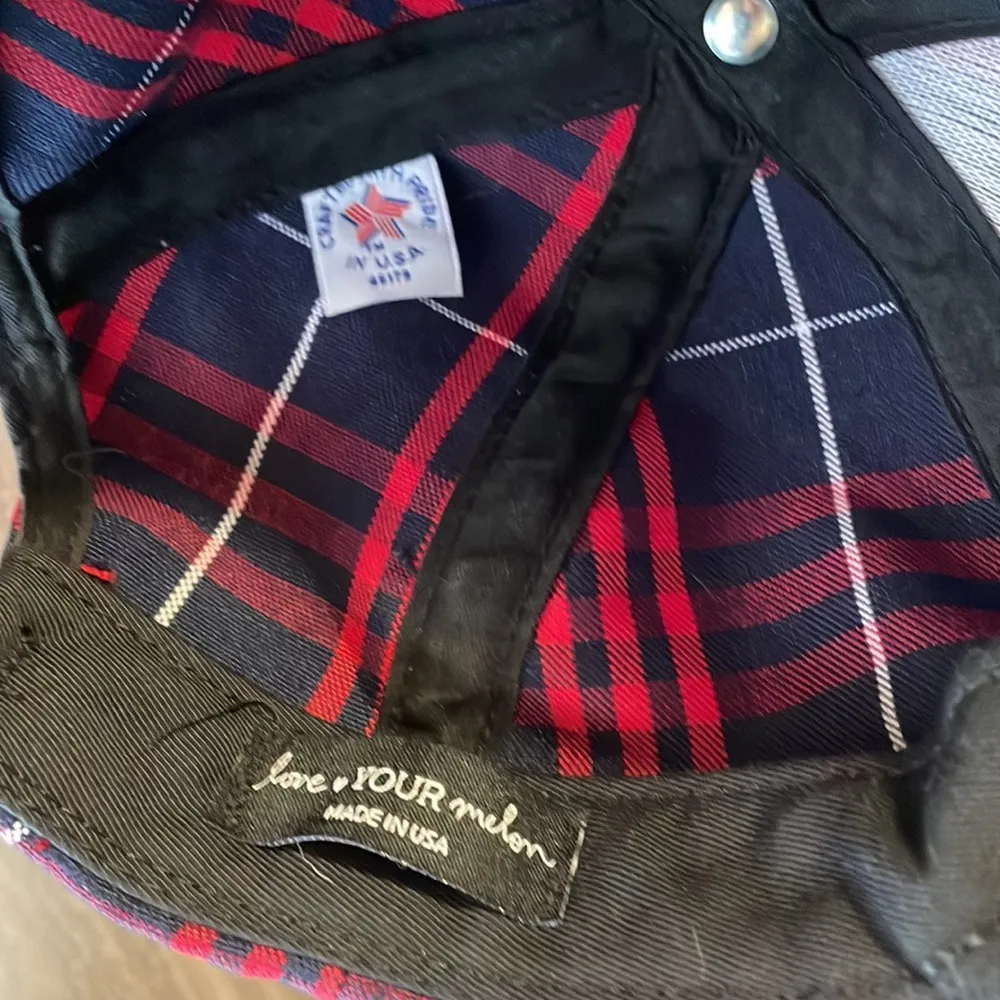 CRAFTED WITH PRIDE
IN U.S.A.
love YOUR melon
MADE IN USA